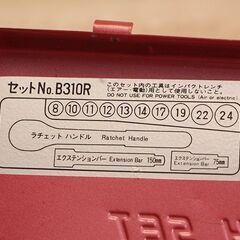 セットNo.B310R
このセット内の工具はインパクトレンチ
(エアー・電動)用として使用しないこと。
DO NOT USE FOR POWER TOOLS (Air or electric)
8 10 11 12 13 14 17 19 22 24
ラチェット ハンドル Ratchet Handle
エクステンションバー Extension Bar 150mm
エクステンションバー Extension Bar 75mm
SET